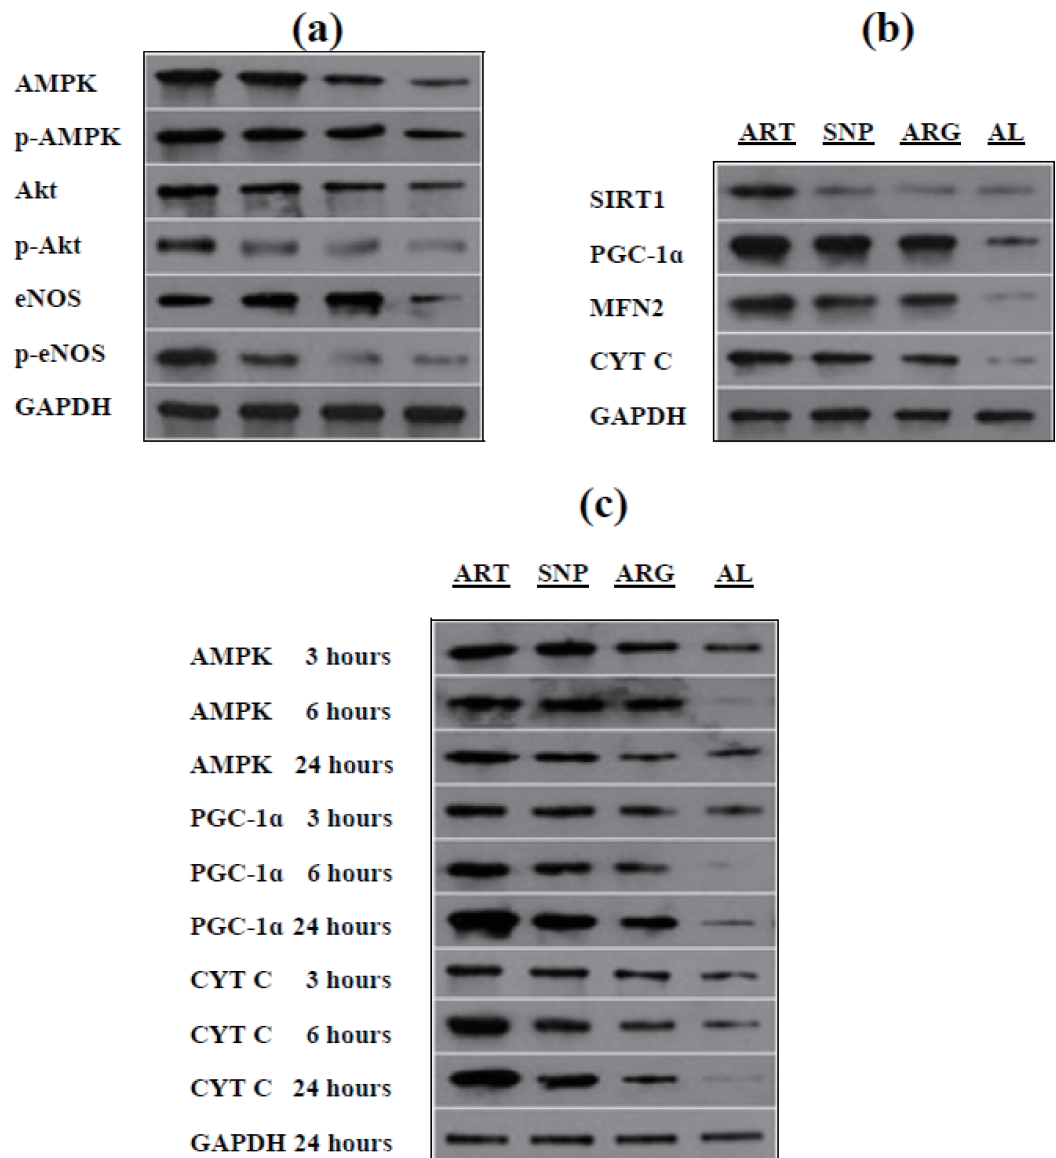 (a)
AMPK
p-AMPK
Akt
p-Akt
eNOS
p-eNOS
GAPDH
(b)
ART SNP ARG AL
SIRT1
PGC-1α
MFN2
CYT C
GAPDH
(c)
ART SNP ARG AL
AMPK 3 hours
AMPK 6 hours
AMPK 24 hours
PGC-1α 3 hours
PGC-1α 6 hours
PGC-1α 24 hours
CYT C 3 hours
CYT C 6 hours
CYT C 24 hours
GAPDH 24 hours